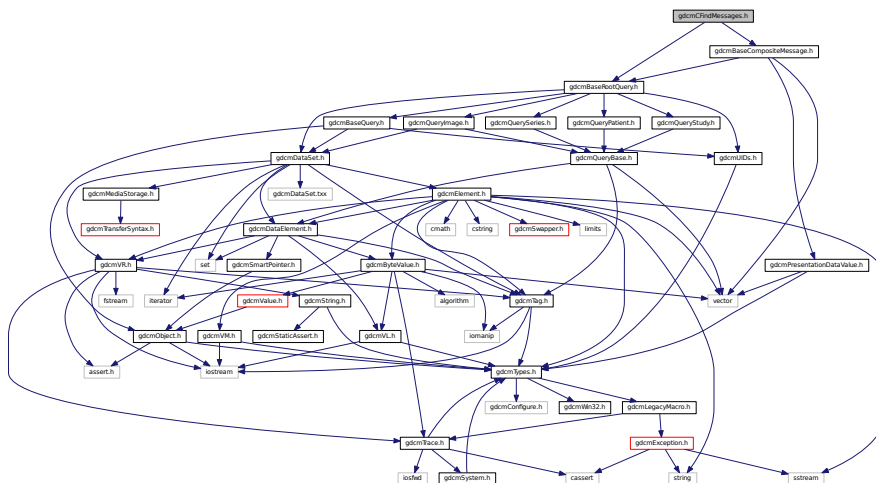 gdcmCFindMessages.h
gdcmBaseCompositeMessage.h
gdcmBaseRootQuery.h
gdcmBaseQuery.h
gdcmQueryImage.h
gdcmQuerySeries.h
gdcmQueryPatient.h
gdcmQueryStudy.h
gdcmDataSet.h
gdcmQueryBase.h
gdcmUIDs.h
gdcmMediaStorage.h
gdcmDataSet.txx
gdcmElement.h
gdcmTransferSyntax.h
gdcmDataElement.h
cmath
cstring
gdcmSwapper.h
limits
gdcmVR.h
set
gdcmSmartPointer.h
gdcmByteValue.h
gdcmPresentationDataValue.h
fstream
iterator
gdcmValue.h
gdcmString.h
algorithm
gdcmTag.h
vector
gdcmObject.h
gdcmVM.h
gdcmStaticAssert.h
gdcmVL.h
iomanip
assert.h
iostream
gdcmTypes.h
gdcmConfigure.h
gdcmWin32.h
gdcmLegacyMacro.h
gdcmTrace.h
gdcmException.h
iosfwd
gdcmSystem.h
cassert
string
sstream